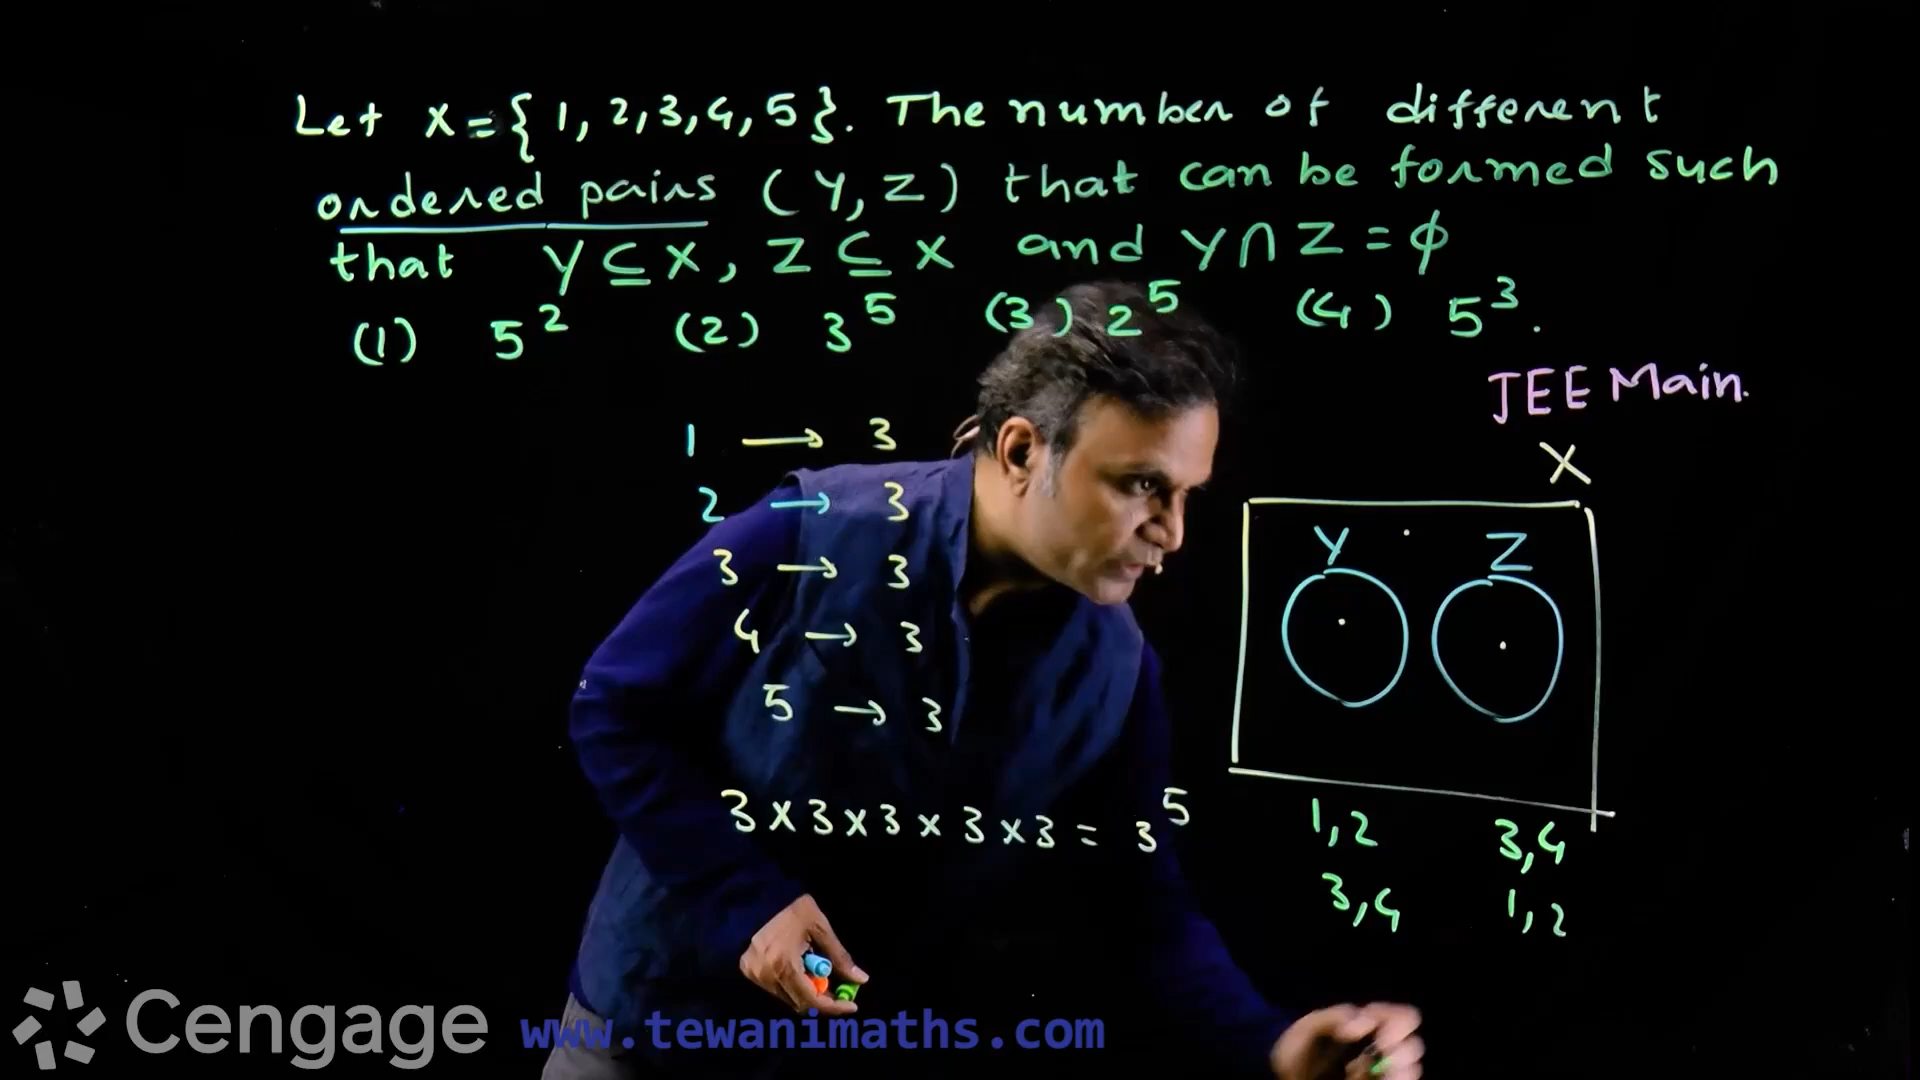 Let X = { 1, 2, 3, 4, 5 }. The number of different
ordered pairs ( Y, Z ) that can be formed such
that Y ⊆ X, Z ⊆ X and Y ∩ Z = ϕ
(1) 5² (2) 3⁵ (3) 2⁵ (4) 5³.
JEE Main.
1 → 3
2 → 3
3 → 3
4 → 3
5 → 3
3 × 3 × 3 × 3 × 3 = 3⁵
X
Y Z
1, 2 3, 4
3, 4 1, 2
Cengage
www.tewanimaths.com